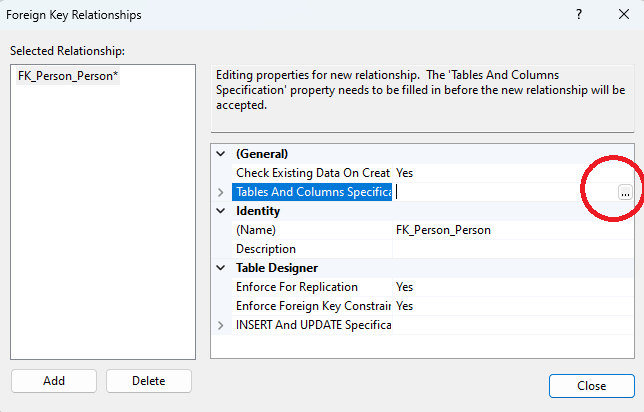 Foreign Key Relationships
? ×
Selected Relationship:
FK_Person_Person*
Editing properties for new relationship.  The 'Tables And Columns
Specification' property needs to be filled in before the new relationship will be
accepted.
(General)
Check Existing Data On Creat Yes
Tables And Columns Specifica ...
Identity
(Name) FK_Person_Person
Description
Table Designer
Enforce For Replication Yes
Enforce Foreign Key Constrain Yes
INSERT And UPDATE Specifica
Add Delete
Close